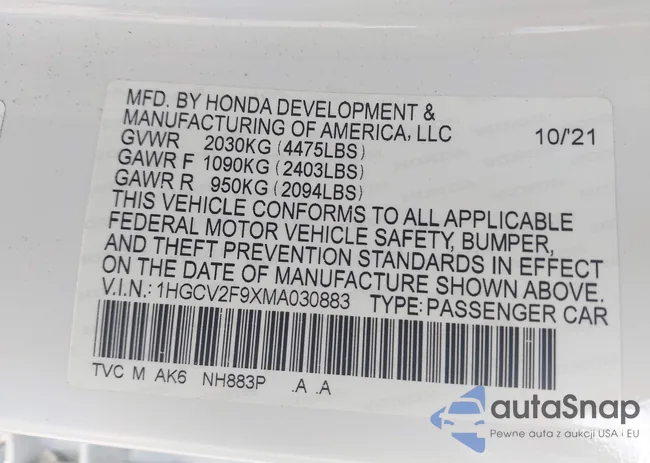 MFD. BY HONDA DEVELOPMENT &
MANUFACTURING OF AMERICA, LLC 10/'21
GVWR 2030KG (4475LBS)
GAWR F 1090KG (2403LBS)
GAWR R 950KG (2094LBS)
THIS VEHICLE CONFORMS TO ALL APPLICABLE
FEDERAL MOTOR VEHICLE SAFETY, BUMPER,
AND THEFT PREVENTION STANDARDS IN EFFECT
ON THE DATE OF MANUFACTURE SHOWN ABOVE.
V.I.N.: 1HGCV2F9XMA030883 TYPE: PASSENGER CAR
TVC M AK6 NH883P .A .A
autaSnap
Pewne auta z aukcji USA i EU